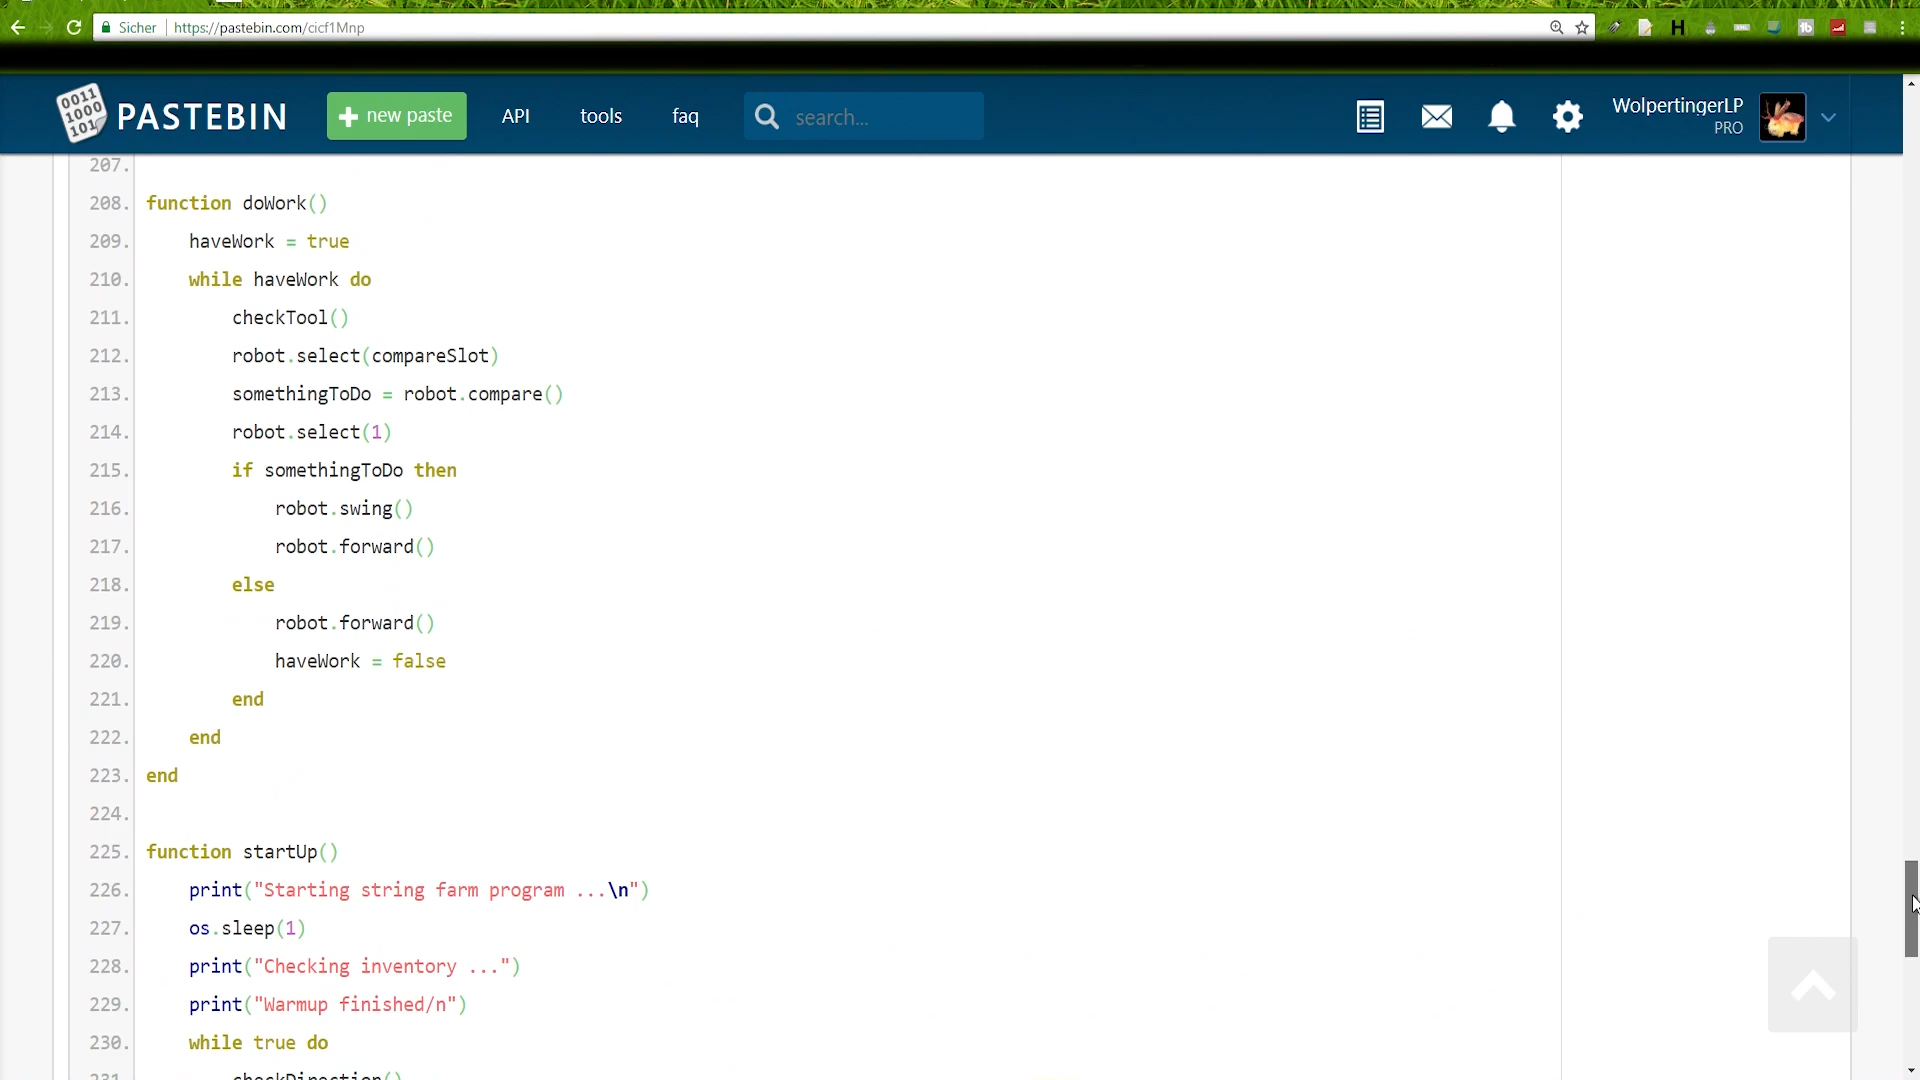 Sicher https://pastebin.com/cicf1Mnp
0011 1000 101 PASTEBIN
+ new paste
API
tools
faq
search...
WolpertingerLP
PRO
207.
208. function doWork()
209.     haveWork = true
210.     while haveWork do
211.         checkTool()
212.         robot.select(compareSlot)
213.         somethingToDo = robot.compare()
214.         robot.select(1)
215.         if somethingToDo then
216.             robot.swing()
217.             robot.forward()
218.         else
219.             robot.forward()
220.             haveWork = false
221.         end
222.     end
223. end
224.
225. function startUp()
226.     print("Starting string farm program ...\n")
227.     os.sleep(1)
228.     print("Checking inventory ...")
229.     print("Warmup finished/n")
230.     while true do
231.         checkDirection()